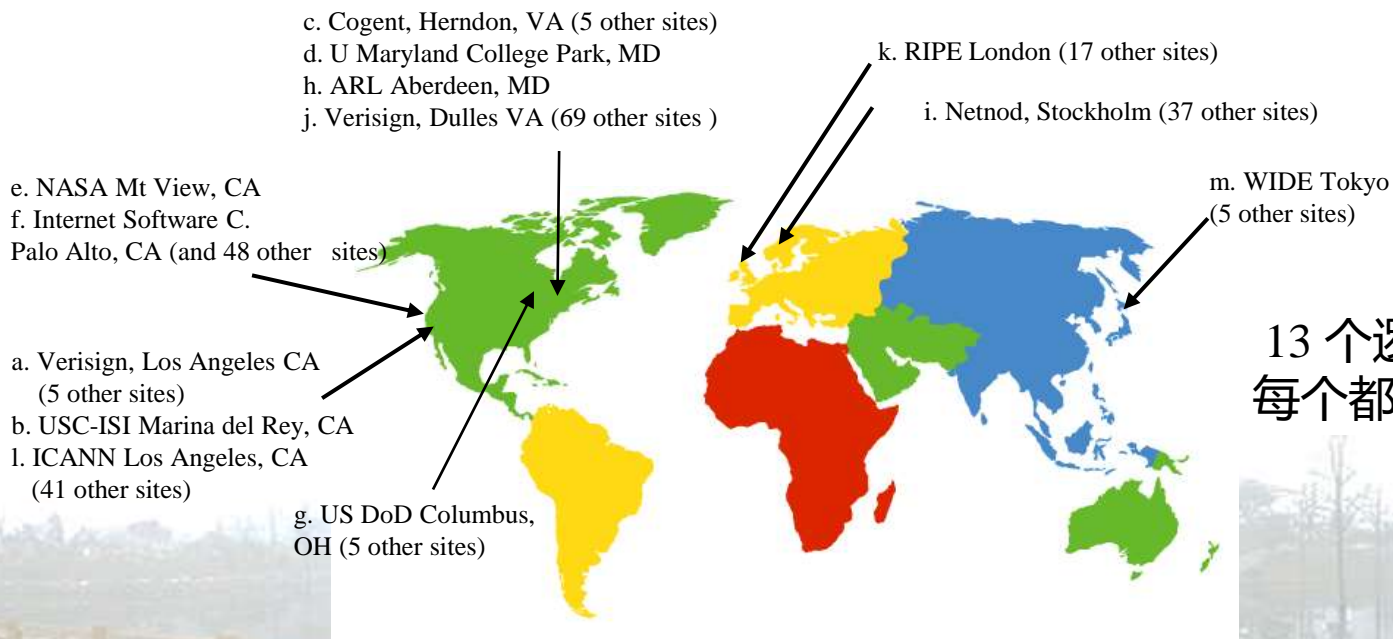 c. Cogent, Herndon, VA (5 other sites)
d. U Maryland College Park, MD
h. ARL Aberdeen, MD
j. Verisign, Dulles VA (69 other sites )
k. RIPE London (17 other sites)
i. Netnod, Stockholm (37 other sites)
m. WIDE Tokyo
(5 other sites)
e. NASA Mt View, CA
f. Internet Software C.
Palo Alto, CA (and 48 other sites)
a. Verisign, Los Angeles CA
(5 other sites)
b. USC-ISI Marina del Rey, CA
l. ICANN Los Angeles, CA
(41 other sites)
g. US DoD Columbus,
OH (5 other sites)
13 个
每个都